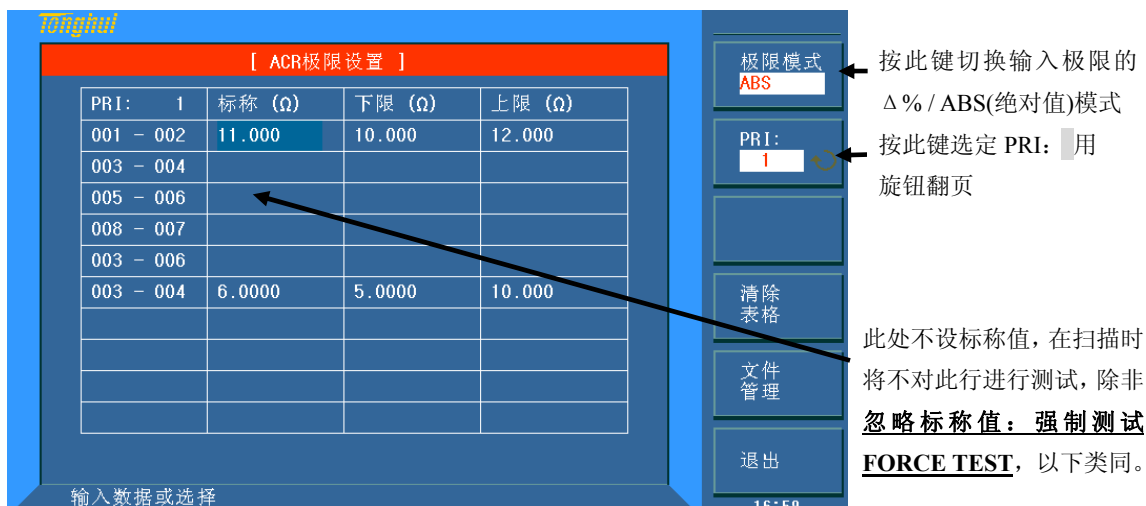 Tonghui
[ ACR极限设置 ]
PRI: 1 标称 (Ω) 下限 (Ω) 上限 (Ω)
001 - 002 11.000 10.000 12.000
003 - 004
005 - 006
008 - 007
003 - 006
003 - 004 6.0000 5.0000 10.000
输入数据或选择
极限模式
ABS
PRI:
1
清除
表格
文件
管理
退出
16:58
按此键切换输入极限的
Δ% / ABS(绝对值)模式
按此键选定 PRI: 用
旋钮翻页
此处不设标称值,在扫描时
将不对此行进行测试,除非
忽略标称值:强制测试
FORCE TEST,以下类同。